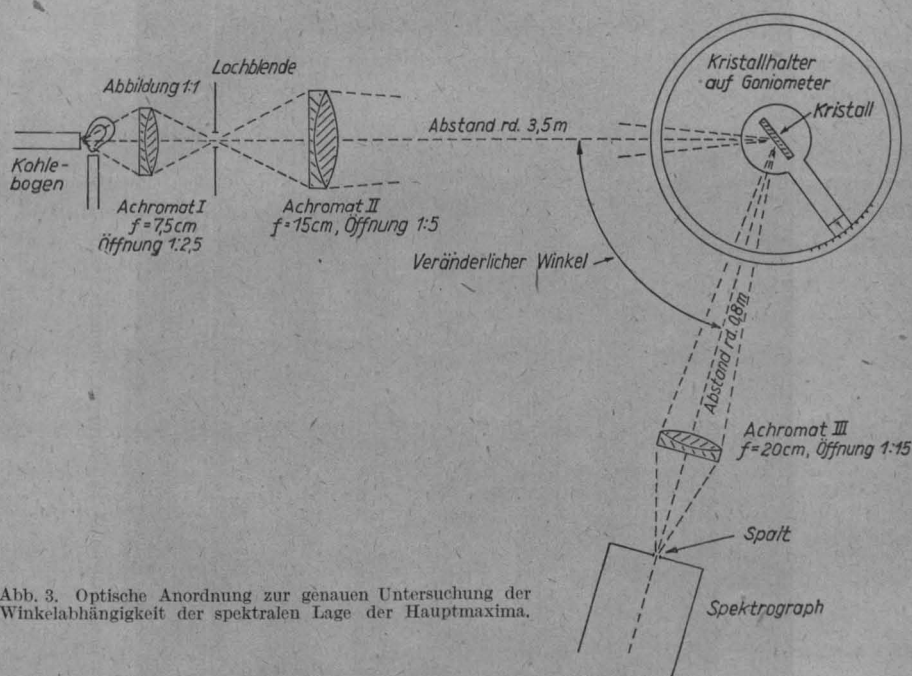 Abbildung 1:1
Lochblende
Kohle-
bogen
Achromat I
f=7,5cm
Öffnung 1:2,5
Achromat II
f=15cm, Öffnung 1:5
Abstand rd. 3,5m
Kristallhalter
auf Goniometer
Kristall
Veränderlicher Winkel
Abstand rd. 0,8m
Achromat III
f=20cm, Öffnung 1:15
Spalt
Spektrograph
Abb. 3. Optische Anordnung zur genauen Untersuchung der
Winkelabhängigkeit der spektralen Lage der Hauptmaxima.